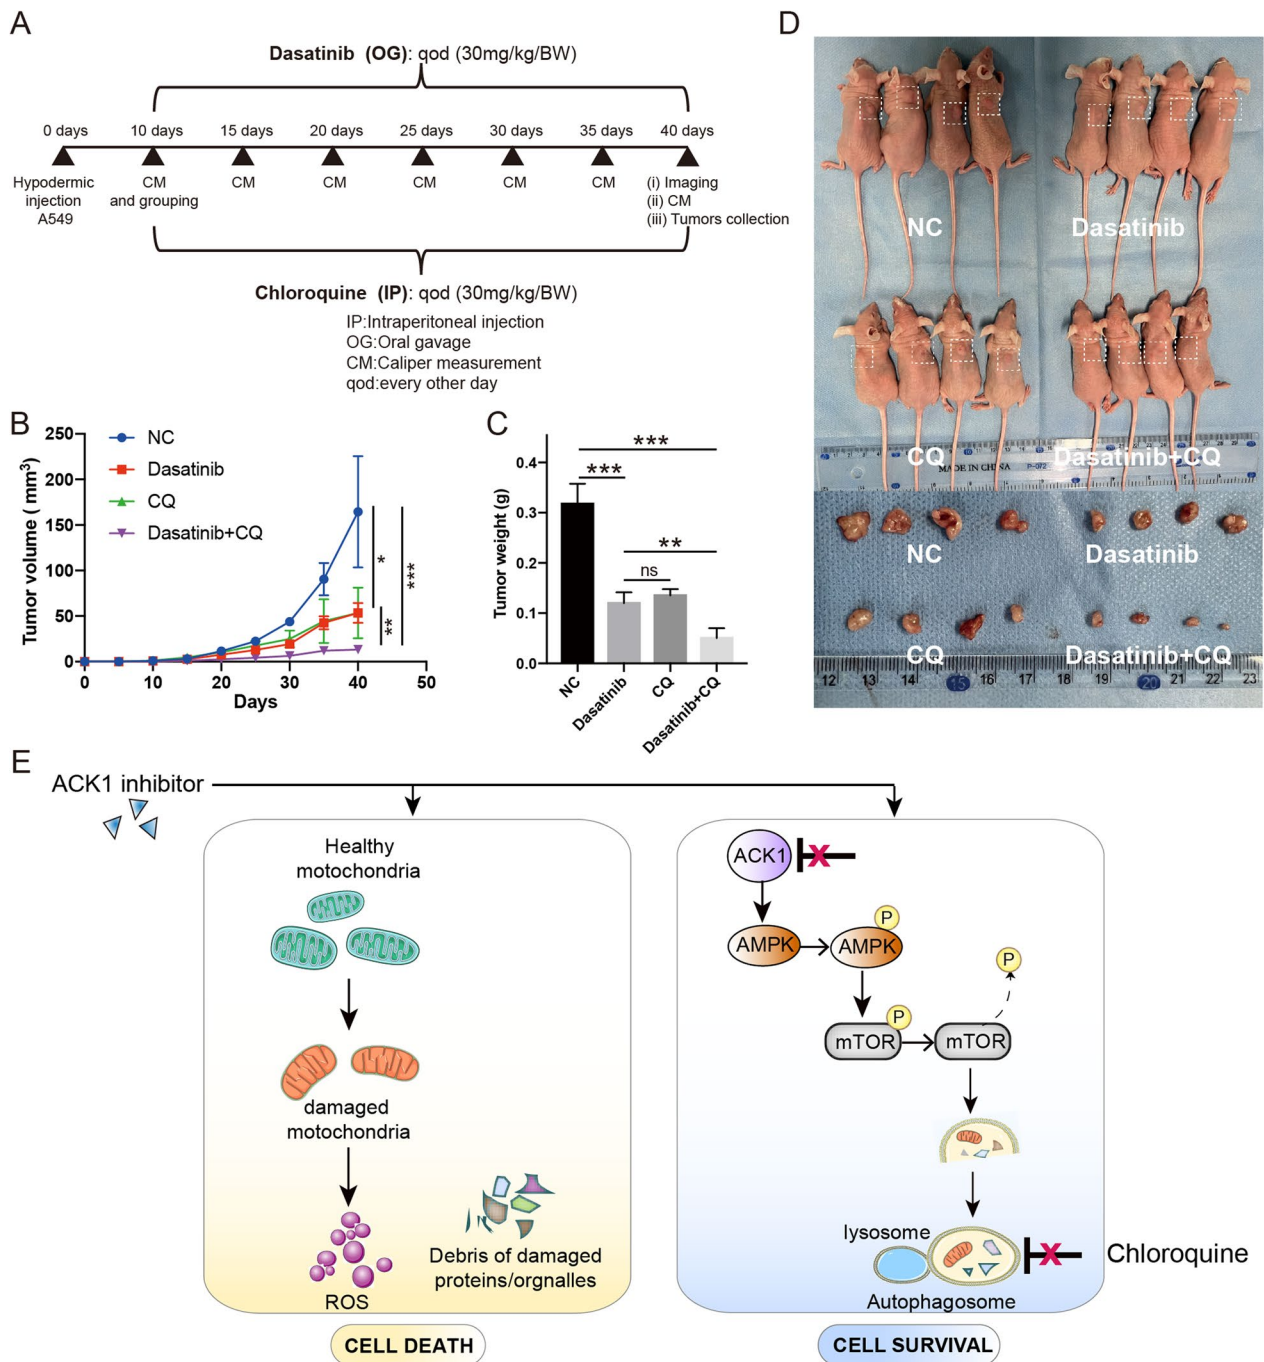 A
Dasatinib (OG): qod (30mg/kg/BW)
0 days 10 days 15 days 20 days 25 days 30 days 35 days 40 days
Hypodermic
injection
A549
CM
and grouping
CM
CM
CM
CM
CM
(i) Imaging
(ii) CM
(iii) Tumors collection
Chloroquine (IP): qod (30mg/kg/BW)
IP:Intraperitoneal injection
OG:Oral gavage
CM:Caliper measurement
qod:every other day
B
Tumor volume ( mm³)
250
200
150
100
50
0
0 10 20 30 40 50
Days
NC
Dasatinib
CQ
Dasatinib+CQ
*
**
***
C
Tumor weight (g)
0.4
0.3
0.2
0.1
0.0
***
***
**
ns
NC
Dasatinib
CQ
Dasatinib+CQ
D
NC Dasatinib
CQ Dasatinib+CQ
MADE IN CHINA P-072
NC Dasatinib
CQ Dasatinib+CQ
12 13 14 15 16 17 18 19 20 21 22 23
E
ACK1 inhibitor
Healthy
motochondria
damaged
motochondria
ROS
Debris of damaged
proteins/orgnalles
CELL DEATH
ACK1
X
AMPK
AMPK
P
P
mTOR
P
mTOR
lysosome
Autophagosome
X
Chloroquine
CELL SURVIVAL